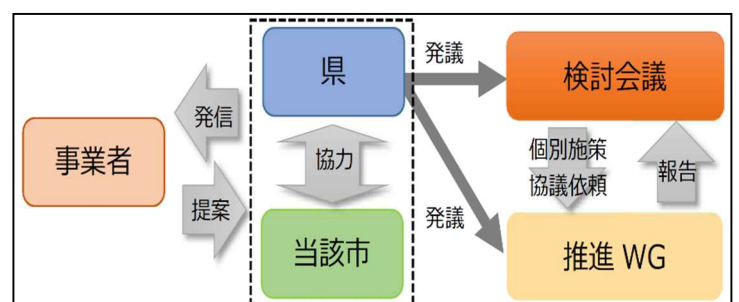 県
発議
検討会議
発信
事業者
協力
個別施策
協議依頼
報告
提案
発議
当該市
推進 WG